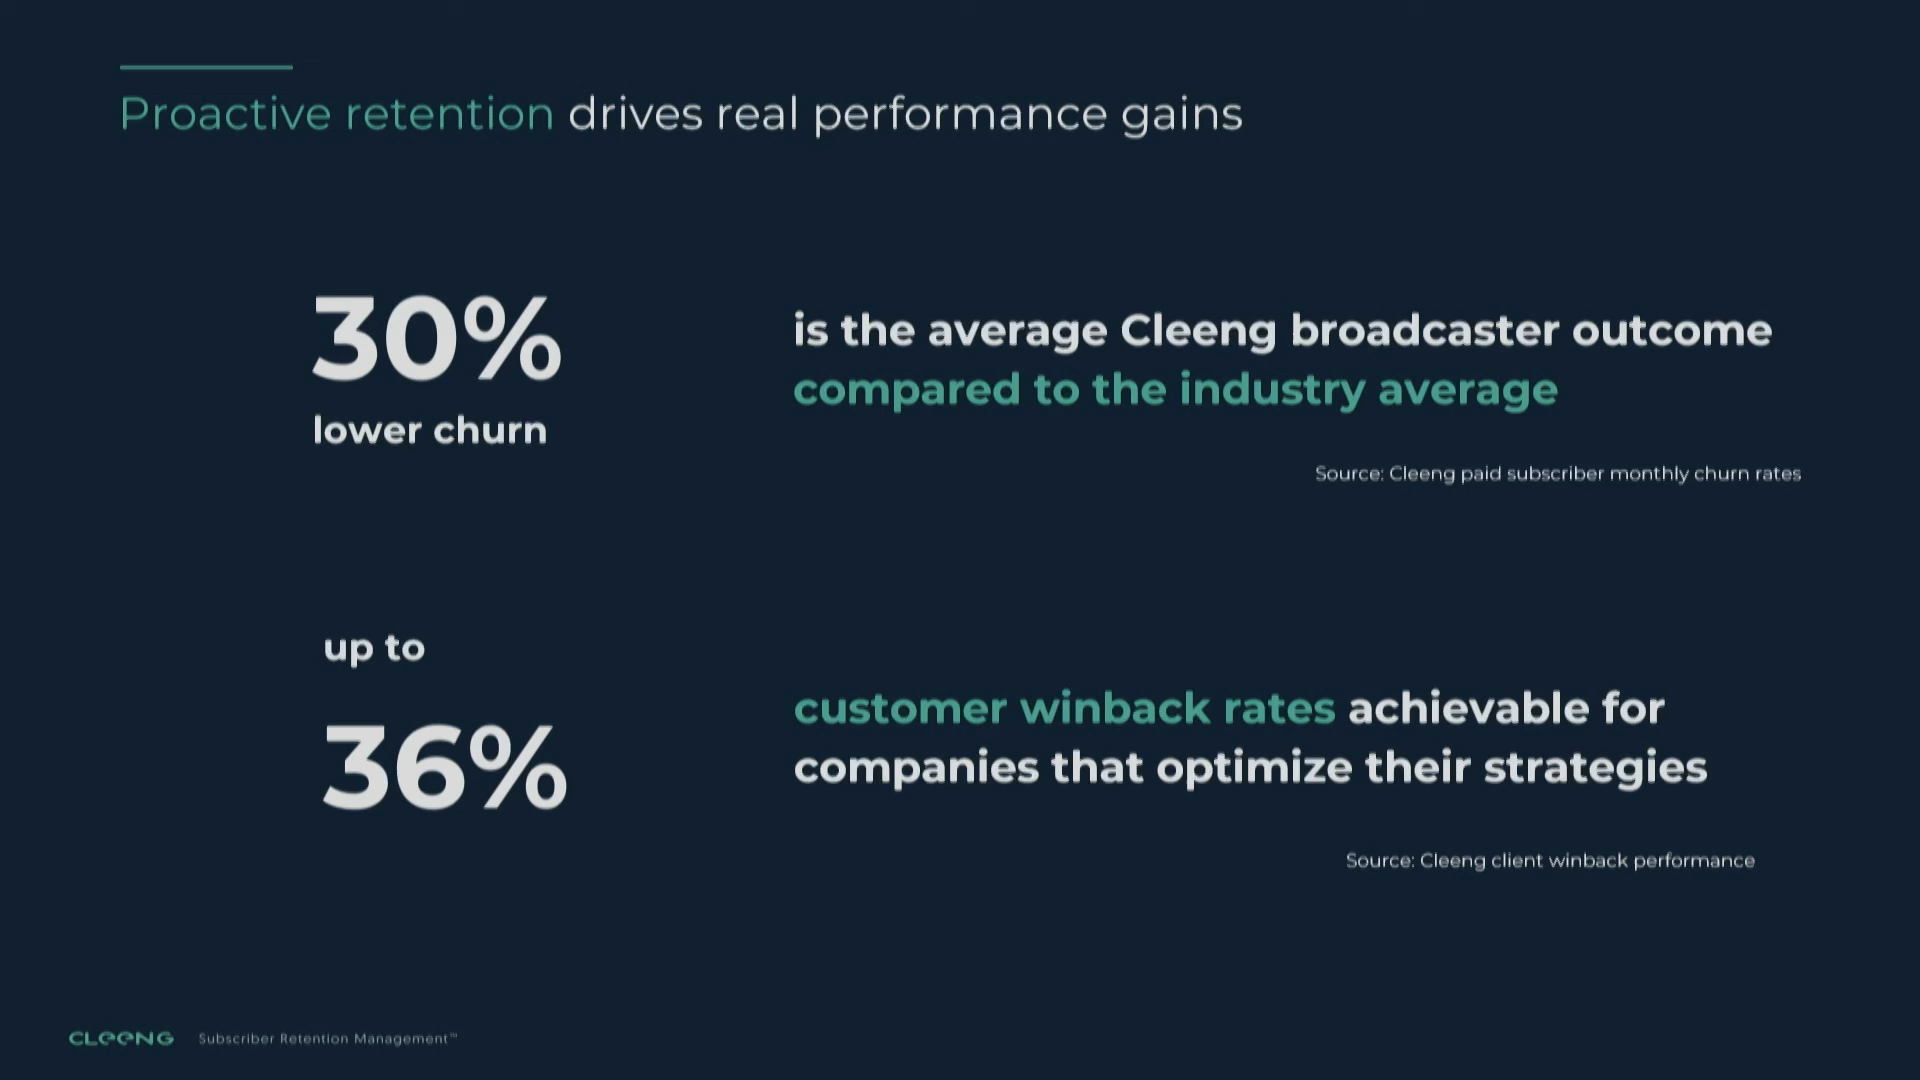 Proactive retention drives real performance gains
30%
lower churn
is the average Cleeng broadcaster outcome
compared to the industry average
Source: Cleeng paid subscriber monthly churn rates
up to
36%
customer winback rates achievable for
companies that optimize their strategies
Source: Cleeng client winback performance
CLeeNG Subscriber Retention Management™